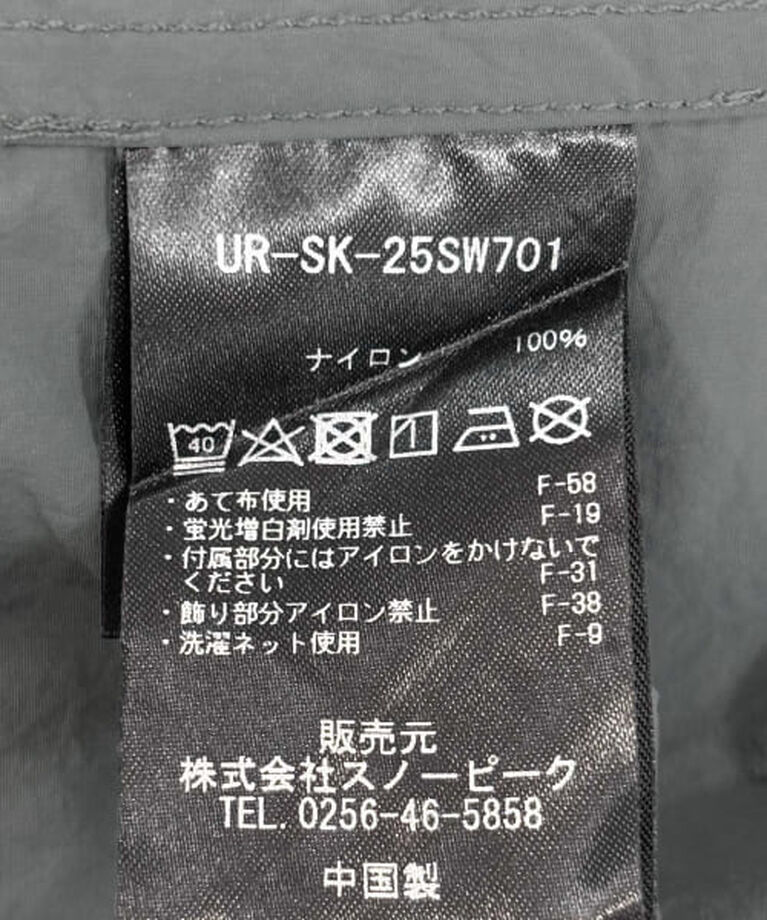 UR-SK-25SW701
ナイロン 100%
40
・あて布使用 F-58
・蛍光増白剤使用禁止 F-19
・付属部分にはアイロンをかけないで
ください F-31
・飾り部分アイロン禁止 F-38
・洗濯ネット使用 F-9
販売元
株式会社スノーピーク
TEL.0256-46-5858
中国製